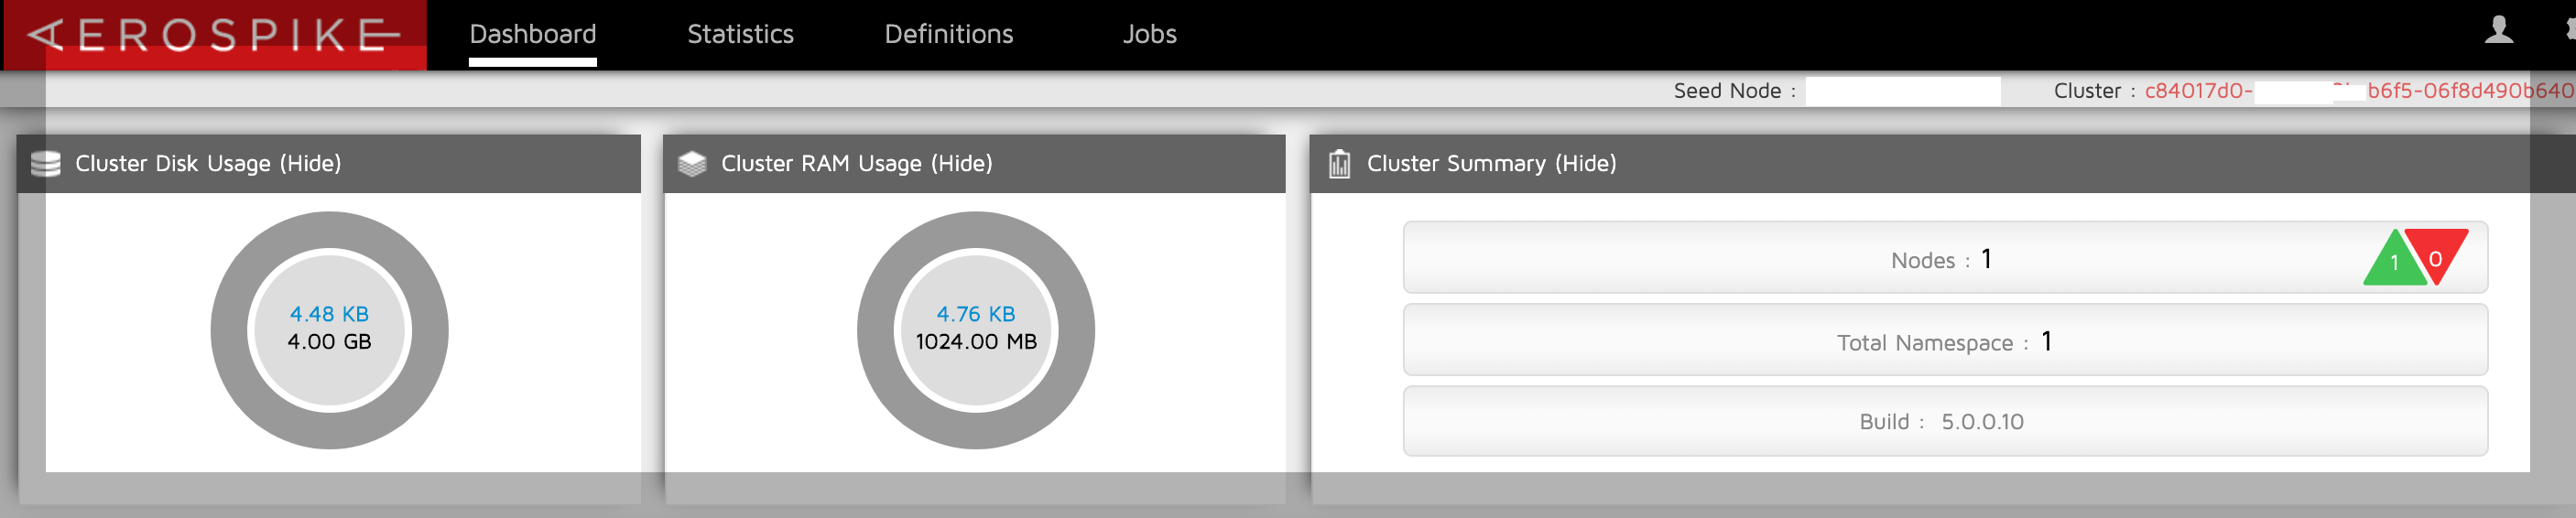 AEROSPIKE Dashboard Statistics Definitions Jobs
Seed Node : Cluster : c84017d0- b6f5-06f8d490b640
Cluster Disk Usage (Hide)
4.48 KB
4.00 GB
Cluster RAM Usage (Hide)
4.76 KB
1024.00 MB
Cluster Summary (Hide)
Nodes : 1
1 0
Total Namespace : 1
Build : 5.0.0.10